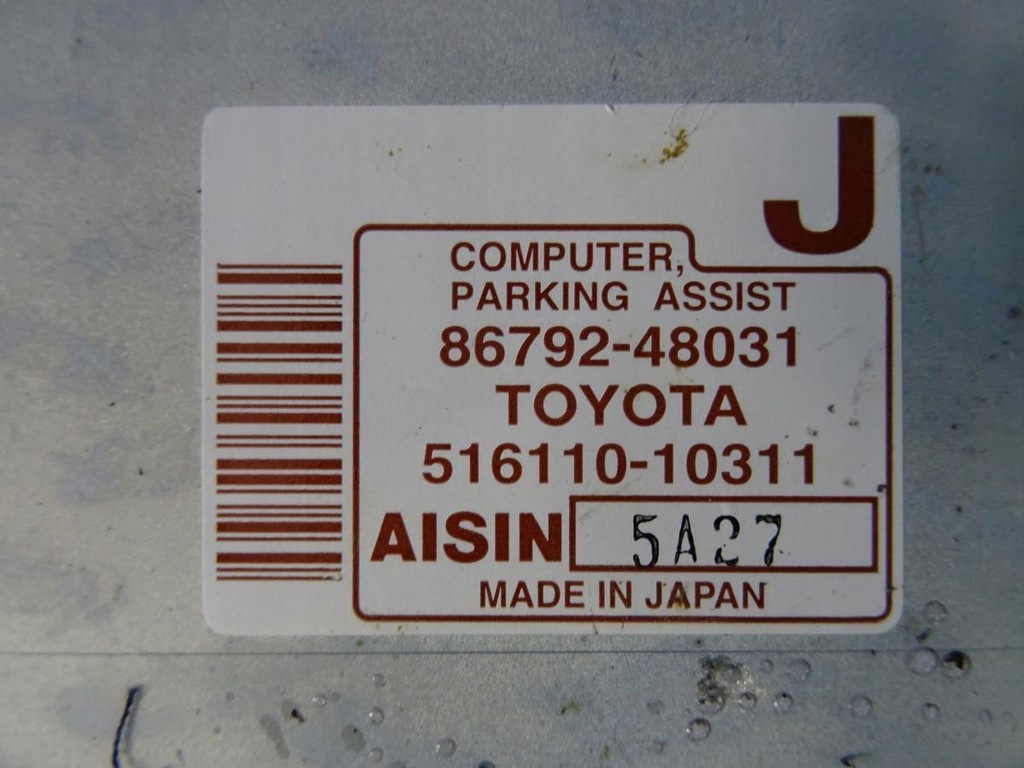 J
COMPUTER,
PARKING ASSIST
86792-48031
TOYOTA
516110-10311
AISIN 5A27
MADE IN JAPAN